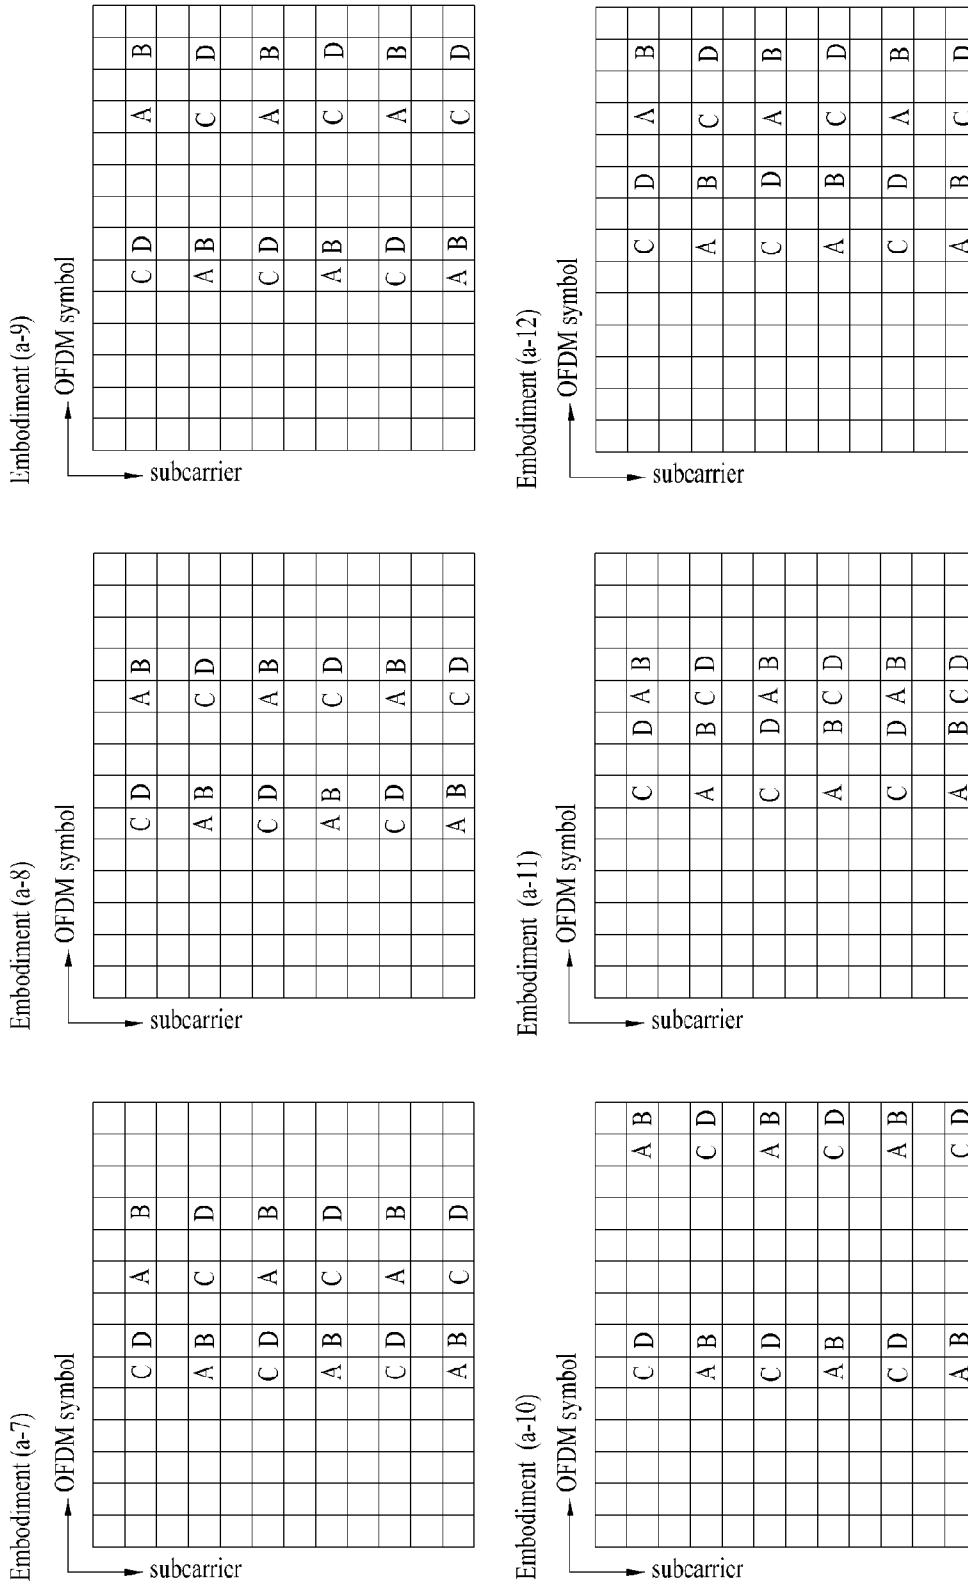 Embodiment (a-7)
OFDM symbol
subcarrier
C D A B
A B C D
C D A B
A B C D
C D A B
A B C D
Embodiment (a-8)
OFDM symbol
subcarrier
C D A B
A B C D
C D A B
A B C D
C D A B
A B C D
Embodiment (a-9)
OFDM symbol
subcarrier
C D A B
A B C D
C D A B
A B C D
C D A B
A B C D
Embodiment (a-10)
OFDM symbol
subcarrier
C D A B
A B C D
C D A B
A B C D
C D A B
A B C D
Embodiment (a-11)
OFDM symbol
subcarrier
C D A B
A B C D
C D A B
A B C D
C D A B
A B C D
Embodiment (a-12)
OFDM symbol
subcarrier
C D A B
A B C D
C D A B
A B C D
C D A B
A B C D